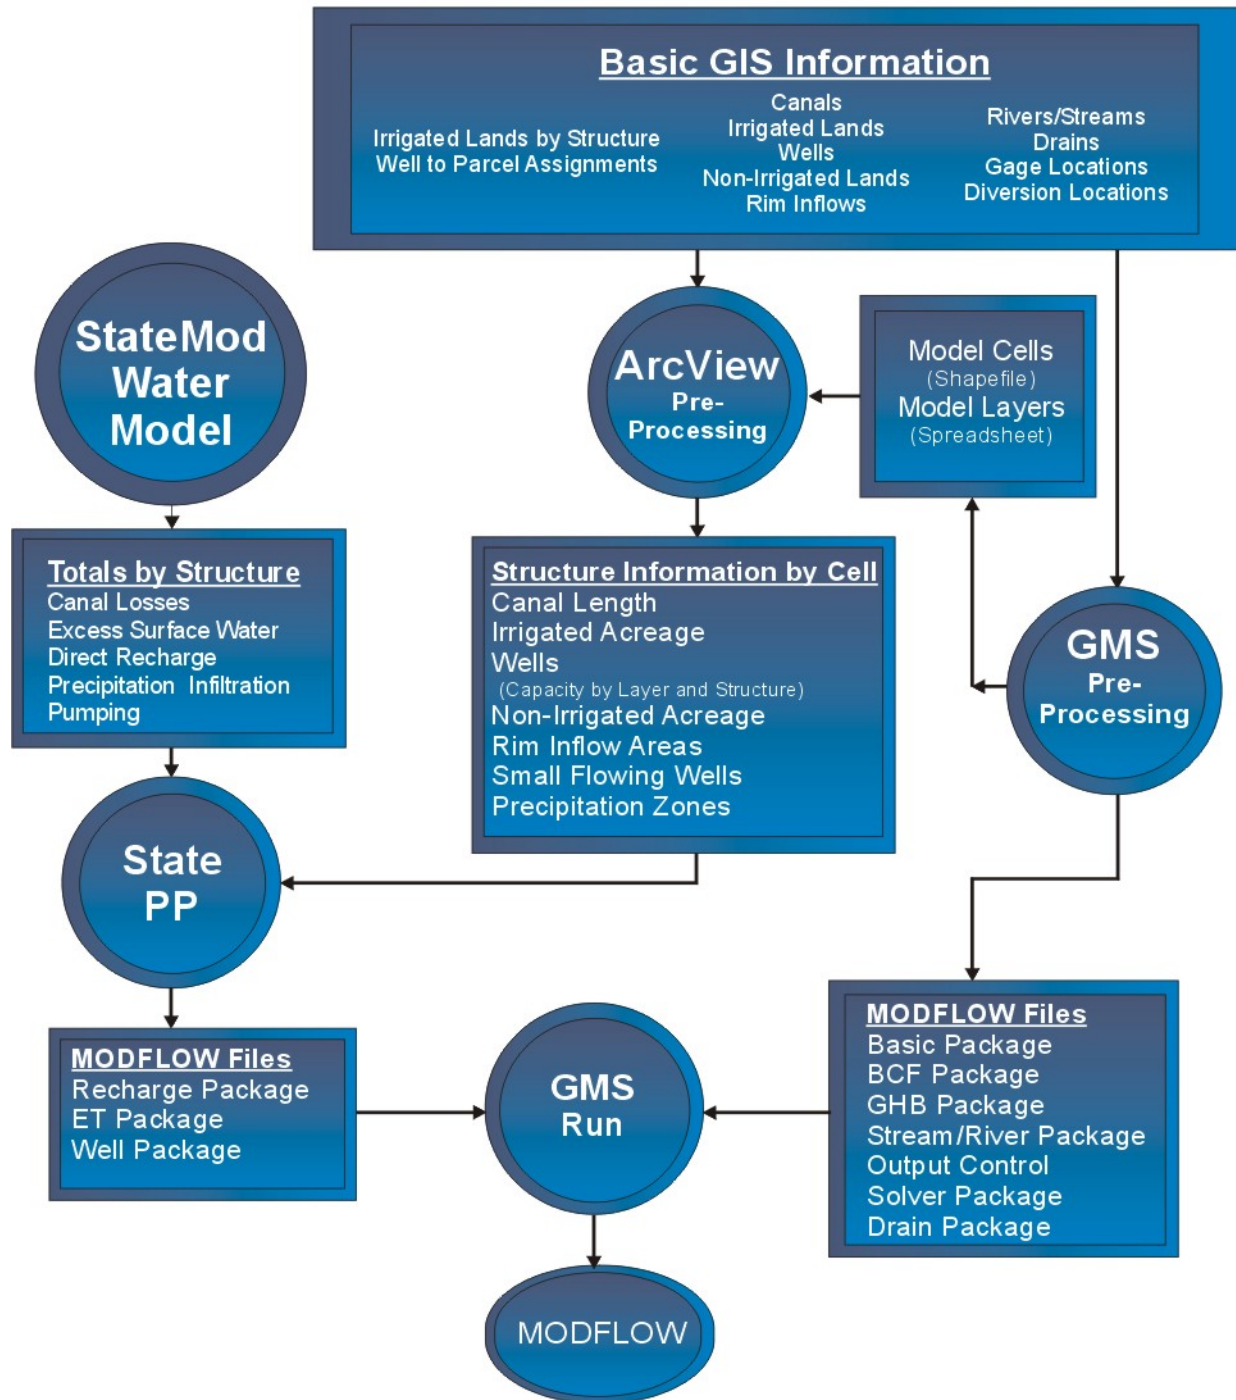 Basic GIS Information
Irrigated Lands by Structure
Well to Parcel Assignments
Canals
Irrigated Lands
Wells
Non-Irrigated Lands
Rim Inflows
Rivers/Streams
Drains
Gage Locations
Diversion Locations
StateMod
Water
Model
ArcView
Pre-
Processing
Model Cells
(Shapefile)
Model Layers
(Spreadsheet)
Totals by Structure
Canal Losses
Excess Surface Water
Direct Recharge
Precipitation Infiltration
Pumping
Structure Information by Cell
Canal Length
Irrigated Acreage
Wells
(Capacity by Layer and Structure)
Non-Irrigated Acreage
Rim Inflow Areas
Small Flowing Wells
Precipitation Zones
GMS
Pre-
Processing
State
PP
MODFLOW Files
Recharge Package
ET Package
Well Package
GMS
Run
MODFLOW Files
Basic Package
BCF Package
GHB Package
Stream/River Package
Output Control
Solver Package
Drain Package
MODFLOW